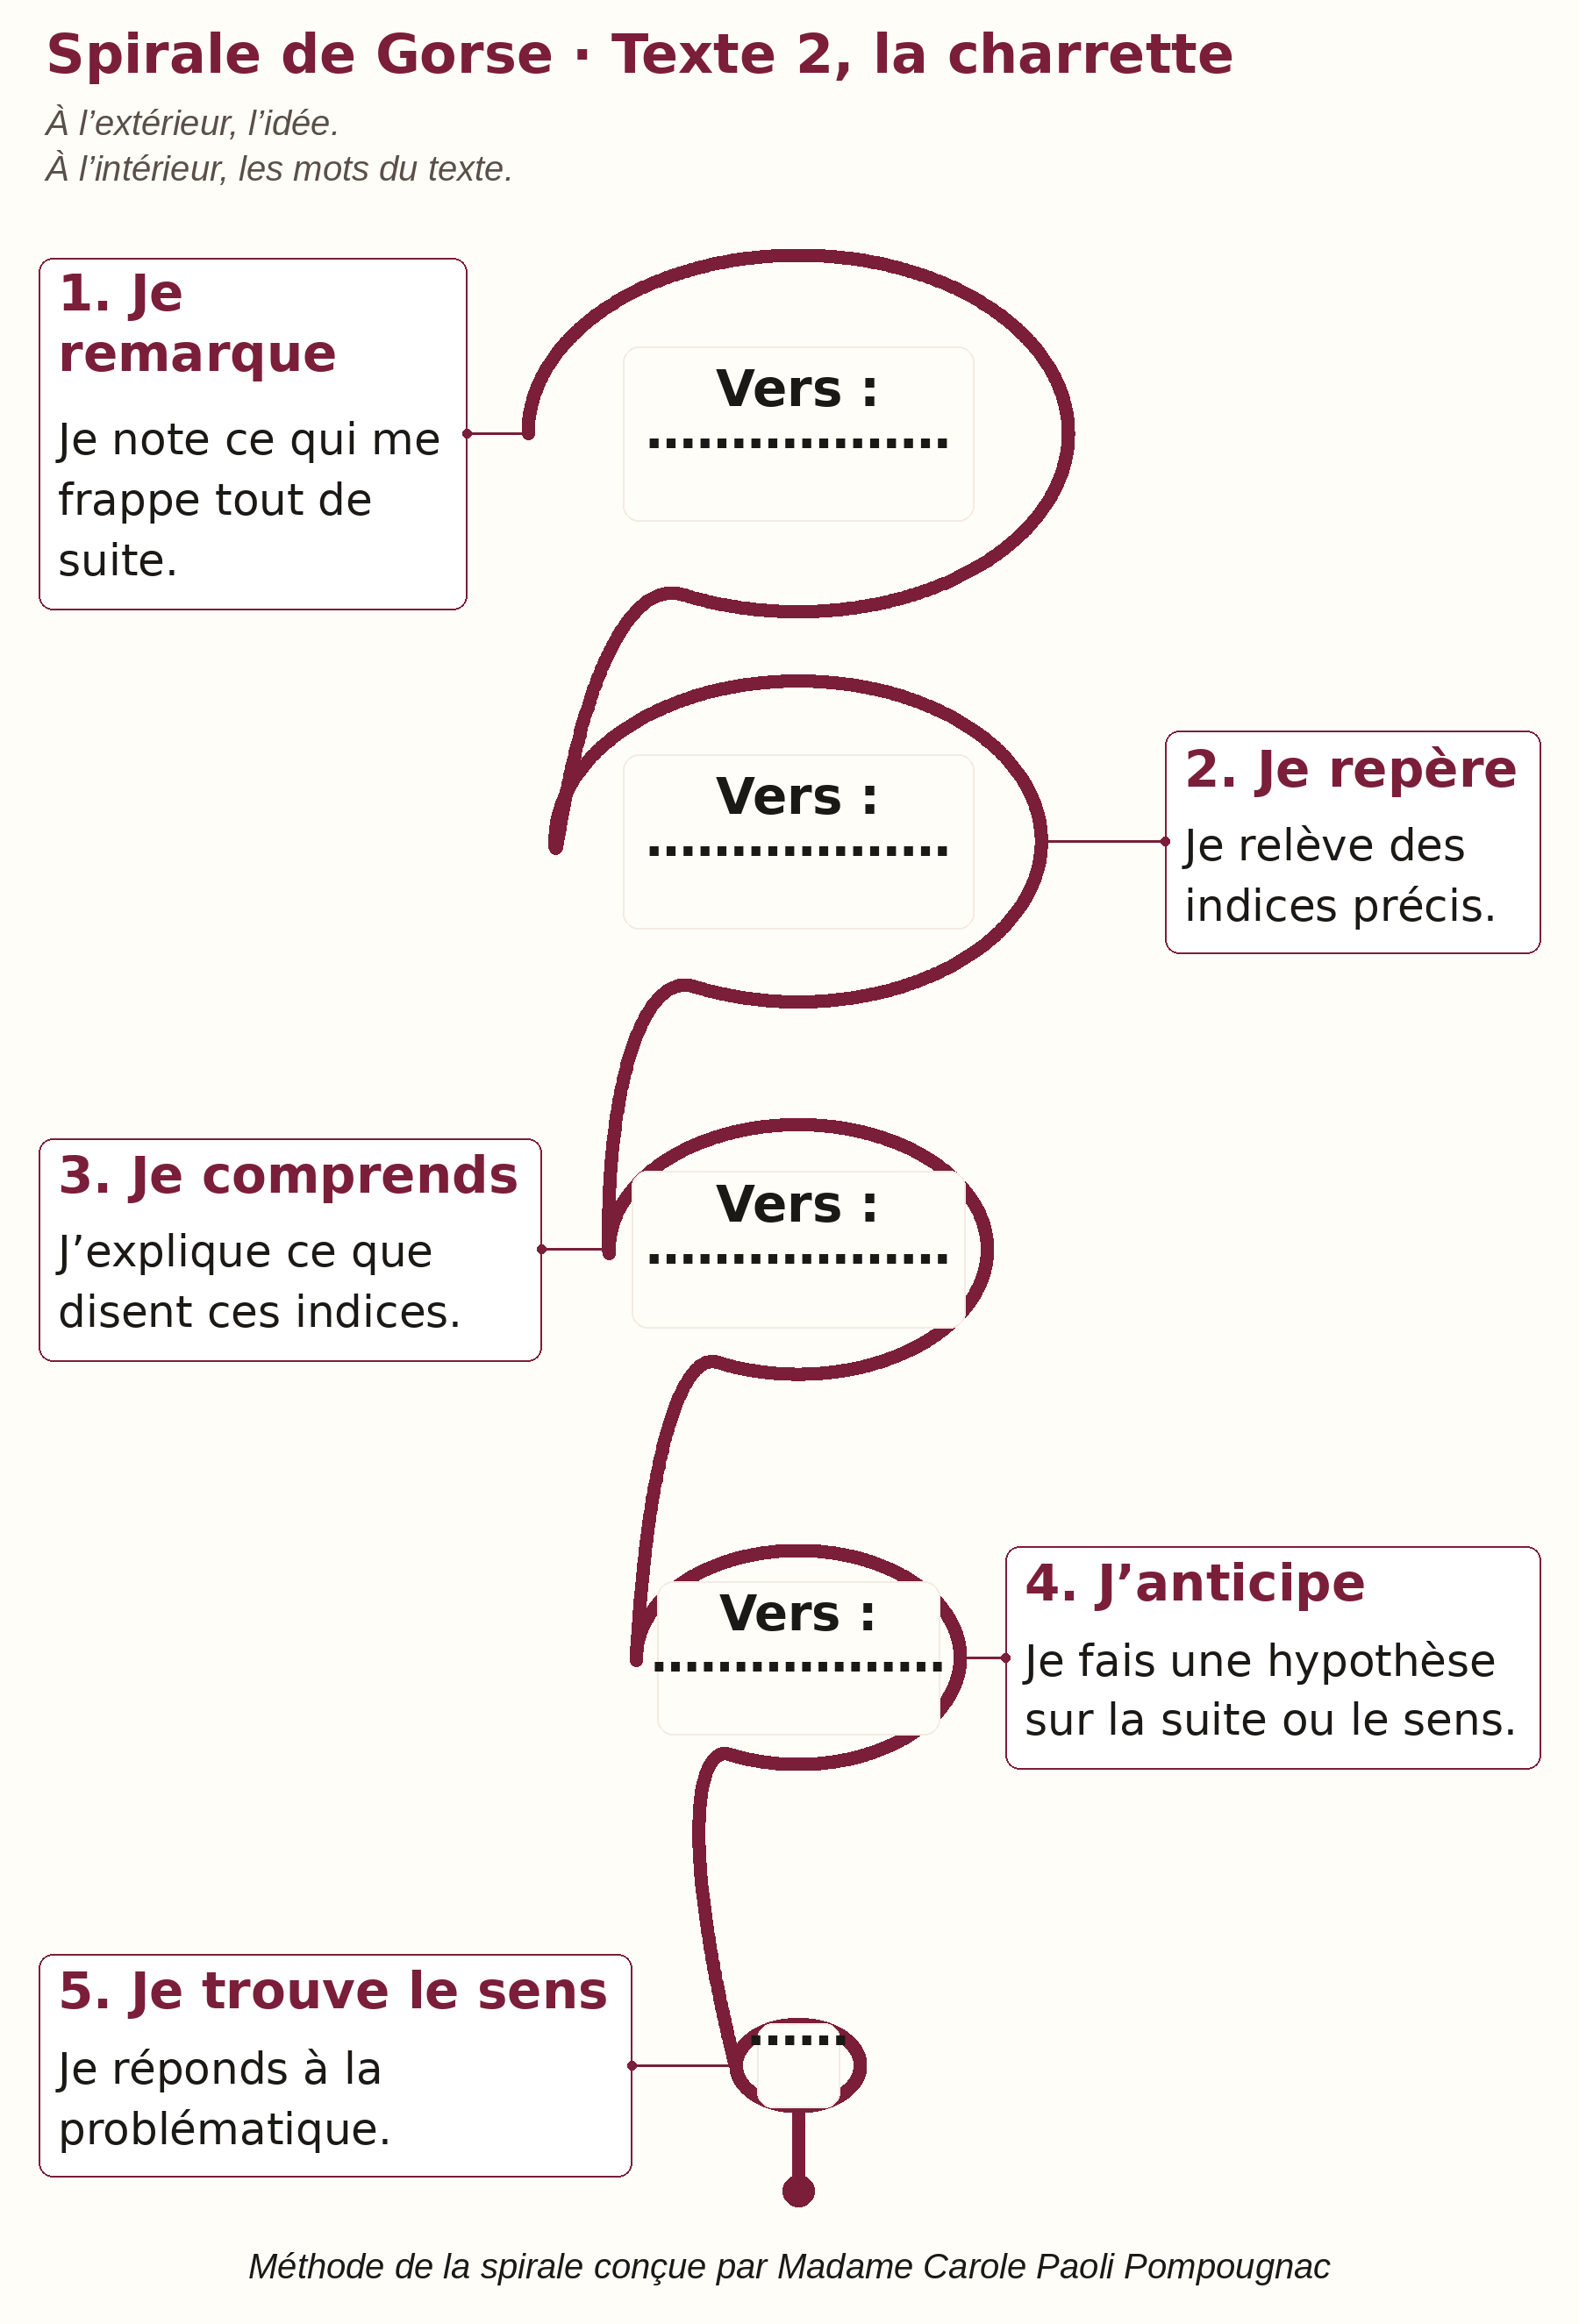 Spirale de Gorse · Texte 2, la charrette
À l’extérieur, l’idée.
À l’intérieur, les mots du texte.
1. Je
remarque
Je note ce qui me
frappe tout de
suite.
Vers :
..................
2. Je repère
Je relève des
indices précis.
Vers :
..................
3. Je comprends
J’explique ce que
disent ces indices.
Vers :
..................
4. J’anticipe
Je fais une hypothèse
sur la suite ou le sens.
Vers :
..................
5. Je trouve le sens
Je réponds à la
problématique.
......
Méthode de la spirale conçue par Madame Carole Paoli Pompougnac